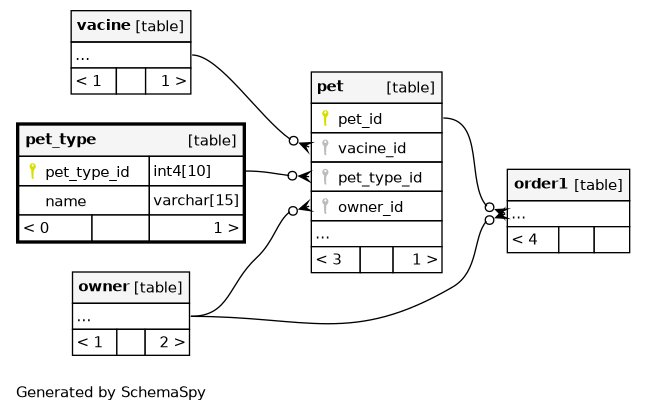 vacine [table]
...
< 1 1 >
pet_type [table]
pet_type_id int4[10]
name varchar[15]
< 0 1 >
owner [table]
...
< 1 2 >
pet [table]
pet_id
vacine_id
pet_type_id
owner_id
...
< 3 1 >
order1 [table]
...
< 4
Generated by SchemaSpy